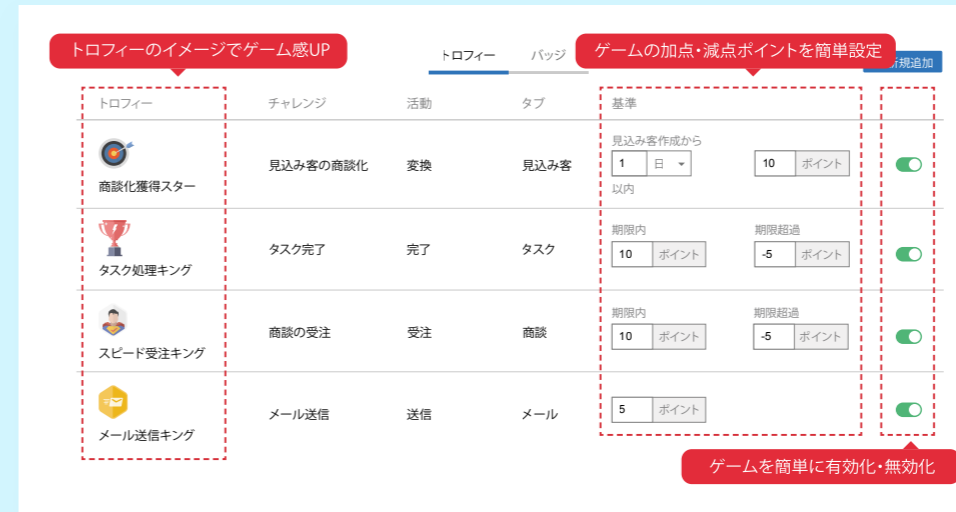 トロフィーのイメージでゲーム感UP
トロフィー
バッジ
ゲームの加点・減点ポイントを簡単設定
規追加
トロフィー
チャレンジ
活動
タブ
基準
商談化獲得スター
見込み客の商談化
変換
見込み客
見込み客作成から
1 日
以内
10 ポイント
タスク処理キング
タスク完了
完了
タスク
期限内
10 ポイント
期限超過
-5 ポイント
スピード受注キング
商談の受注
受注
商談
期限内
10 ポイント
期限超過
-5 ポイント
メール送信キング
メール送信
送信
メール
5 ポイント
ゲームを簡単に有効化・無効化